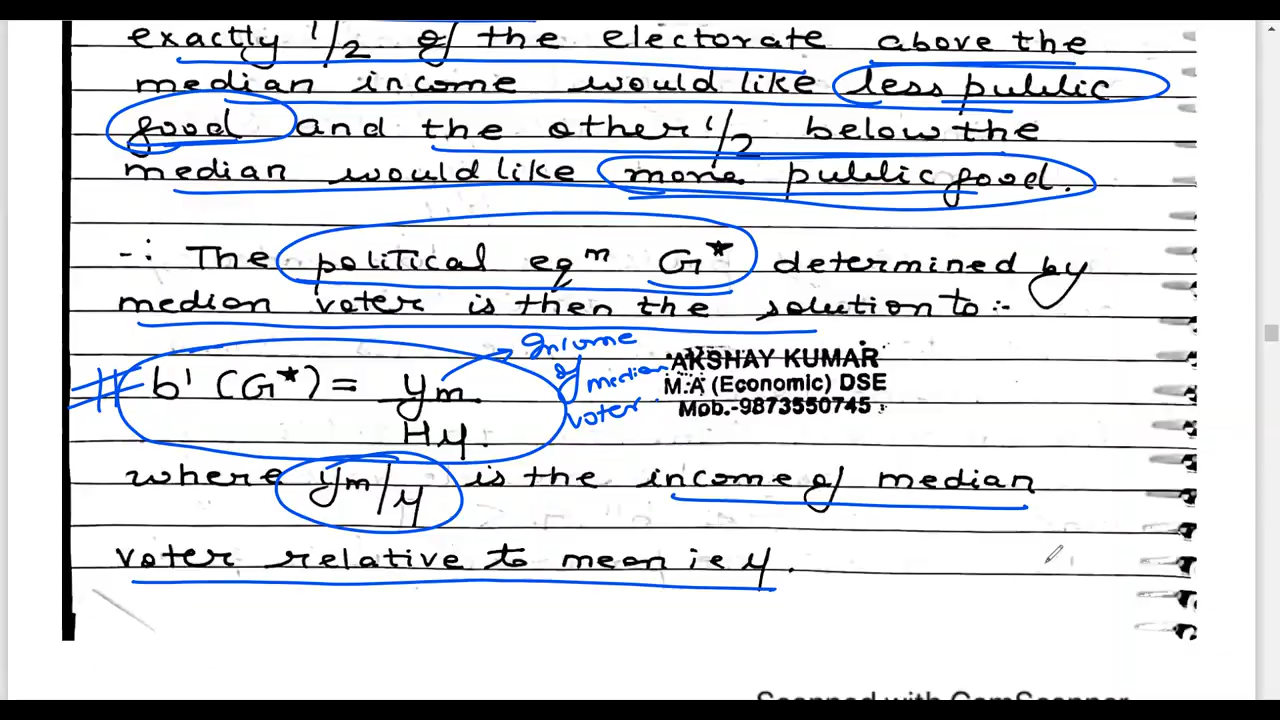 exactly 1/2 of the electorate above the
median income would like less public
good and the other 1/2 below the
median would like more public good.
∴ The political eqm G* determined by
median voter is then the solution to :-
b' (G*) = ym / Hy
Income of median voter
AKSHAY KUMAR
M.A (Economic) DSE
Mob.-9873550745
where ym/y is the income of median
voter relative to mean i.e y.
Scanned with CamScanner